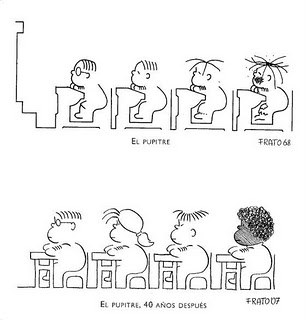 EL PUPITRE
FRATO 68
EL PUPITRE, 40 AÑOS DESPUÉS
FRATO'07